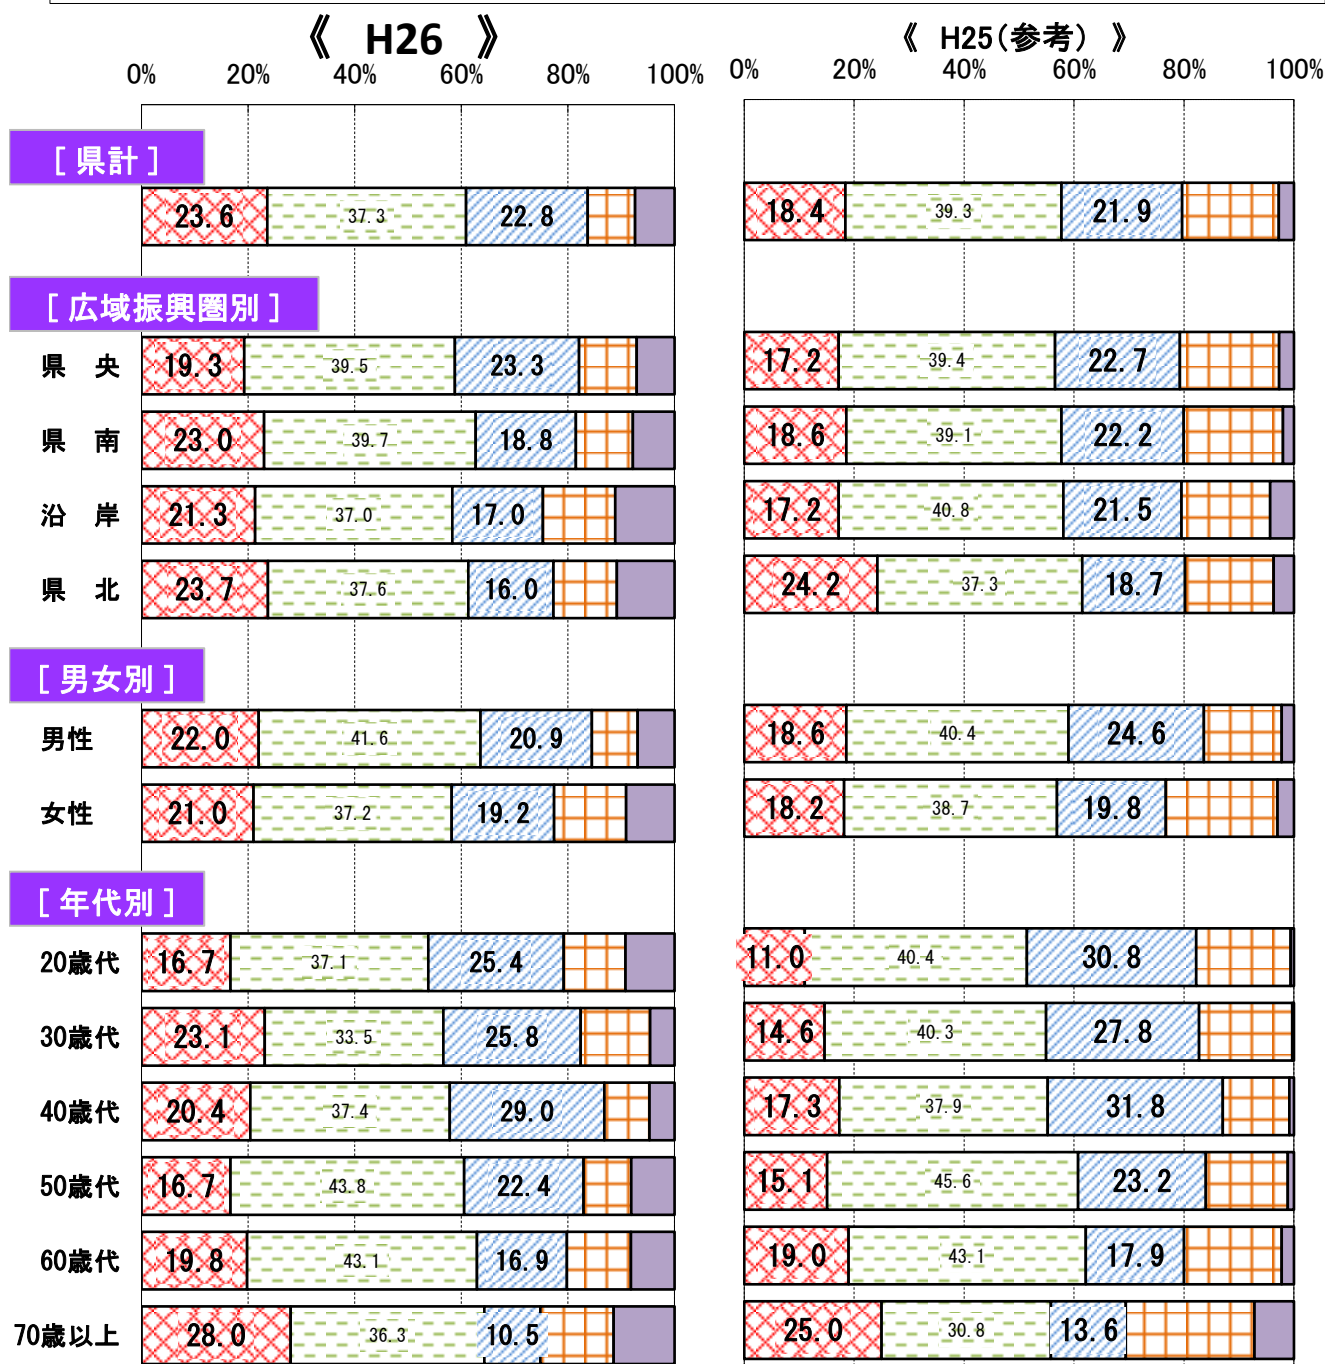 《 H26 》 《 H25(参考) 》
0% 20% 40% 60% 80% 100% 0% 20% 40% 60% 80% 100%
[ 県計 ]
23.6 37.3 22.8 18.4 39.3 21.9
[ 広域振興圏別 ]
県 央 19.3 39.5 23.3 17.2 39.4 22.7
県 南 23.0 39.7 18.8 18.6 39.1 22.2
沿 岸 21.3 37.0 17.0 17.2 40.8 21.5
県 北 23.7 37.6 16.0 24.2 37.3 18.7
[ 男女別 ]
男性 22.0 41.6 20.9 18.6 40.4 24.6
女性 21.0 37.2 19.2 18.2 38.7 19.8
[ 年代別 ]
20歳代 16.7 37.1 25.4 11.0 40.4 30.8
30歳代 23.1 33.5 25.8 14.6 40.3 27.8
40歳代 20.4 37.4 29.0 17.3 37.9 31.8
50歳代 16.7 43.8 22.4 15.1 45.6 23.2
60歳代 19.8 43.1 16.9 19.0 43.1 17.9
70歳以上 28.0 36.3 10.5 25.0 30.8 13.6